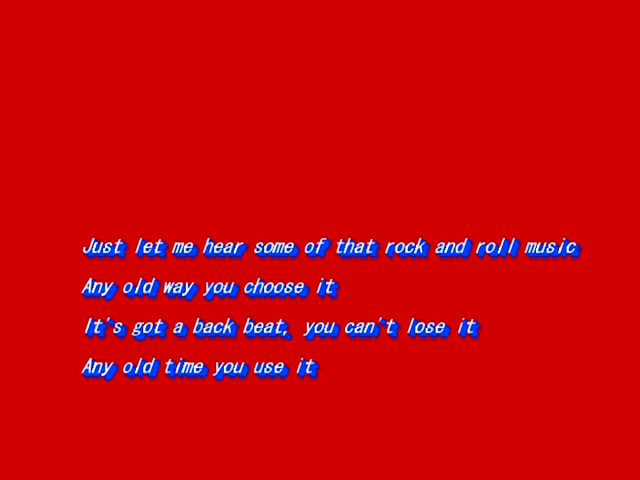 Just let me hear some of that rock and roll music
Any old way you choose it
It's got a back beat, you can't lose it
Any old time you use it